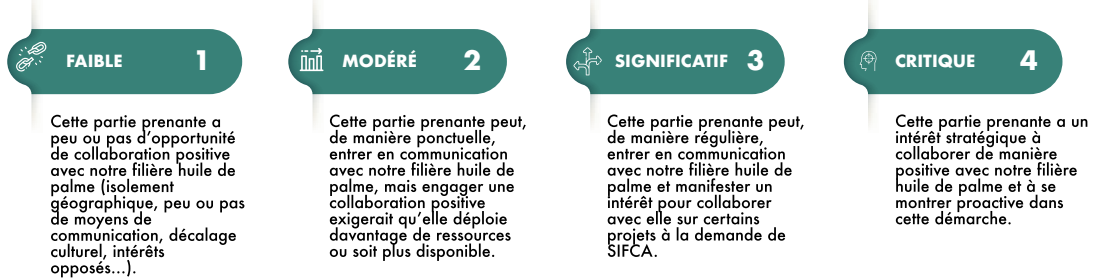 FAIBLE 1
Cette partie prenante a
peu ou pas d'opportunité
de collaboration positive
avec notre filière huile de
palme (isolement
géographique, peu ou pas
de moyens de
communication, décalage
culturel, intérêts
opposés...).
MODÉRÉ 2
Cette partie prenante peut,
de manière ponctuelle,
entrer en communication
avec notre filière huile de
palme, mais engager une
collaboration positive
exigerait qu'elle déploie
davantage de ressources
ou soit plus disponible.
SIGNIFICATIF 3
Cette partie prenante peut,
de manière régulière,
entrer en communication
avec notre filière huile de
palme et manifester un
intérêt pour collaborer
avec elle sur certains
projets à la demande de
SIFCA.
CRITIQUE 4
Cette partie prenante a un
intérêt stratégique à
collaborer de manière
positive avec notre filière
huile de palme et à se
montrer proactive dans
cette démarche.